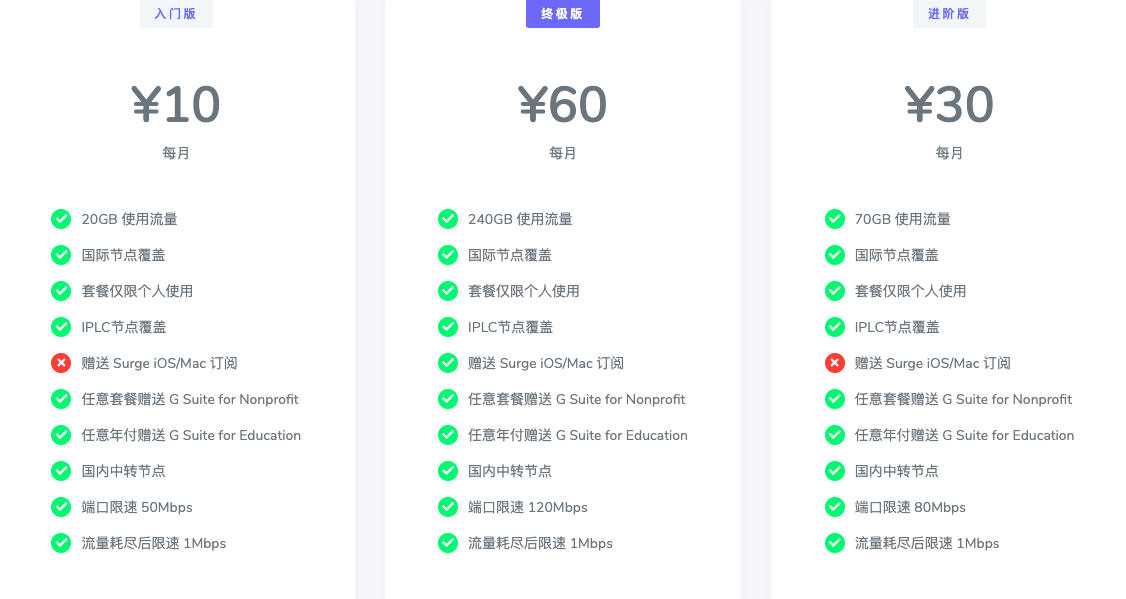 入门版
¥10
每月
20GB 使用流量
国际节点覆盖
套餐仅限个人使用
IPLC节点覆盖
赠送 Surge iOS/Mac 订阅
任意套餐赠送 G Suite for Nonprofit
任意年付赠送 G Suite for Education
国内中转节点
端口限速 50Mbps
流量耗尽后限速 1Mbps
终极版
¥60
每月
240GB 使用流量
国际节点覆盖
套餐仅限个人使用
IPLC节点覆盖
赠送 Surge iOS/Mac 订阅
任意套餐赠送 G Suite for Nonprofit
任意年付赠送 G Suite for Education
国内中转节点
端口限速 120Mbps
流量耗尽后限速 1Mbps
进阶版
¥30
每月
70GB 使用流量
国际节点覆盖
套餐仅限个人使用
IPLC节点覆盖
赠送 Surge iOS/Mac 订阅
任意套餐赠送 G Suite for Nonprofit
任意年付赠送 G Suite for Education
国内中转节点
端口限速 80Mbps
流量耗尽后限速 1Mbps